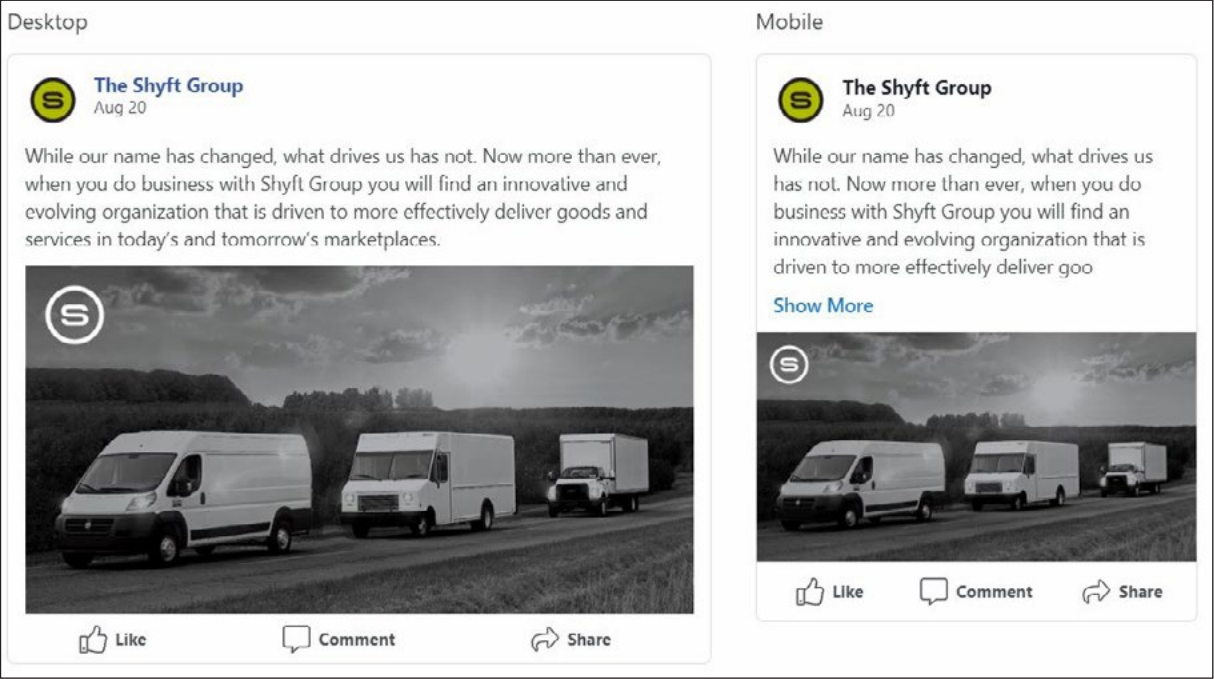 Desktop
The Shyft Group
Aug 20
While our name has changed, what drives us has not. Now more than ever,
when you do business with Shyft Group you will find an innovative and
evolving organization that is driven to more effectively deliver goods and
services in today's and tomorrow's marketplaces.
S
Like
Comment
Share
Mobile
The Shyft Group
Aug 20
While our name has changed, what drives us
has not. Now more than ever, when you do
business with Shyft Group you will find an
innovative and evolving organization that is
driven to more effectively deliver goo
Show More
S
Like
Comment
Share